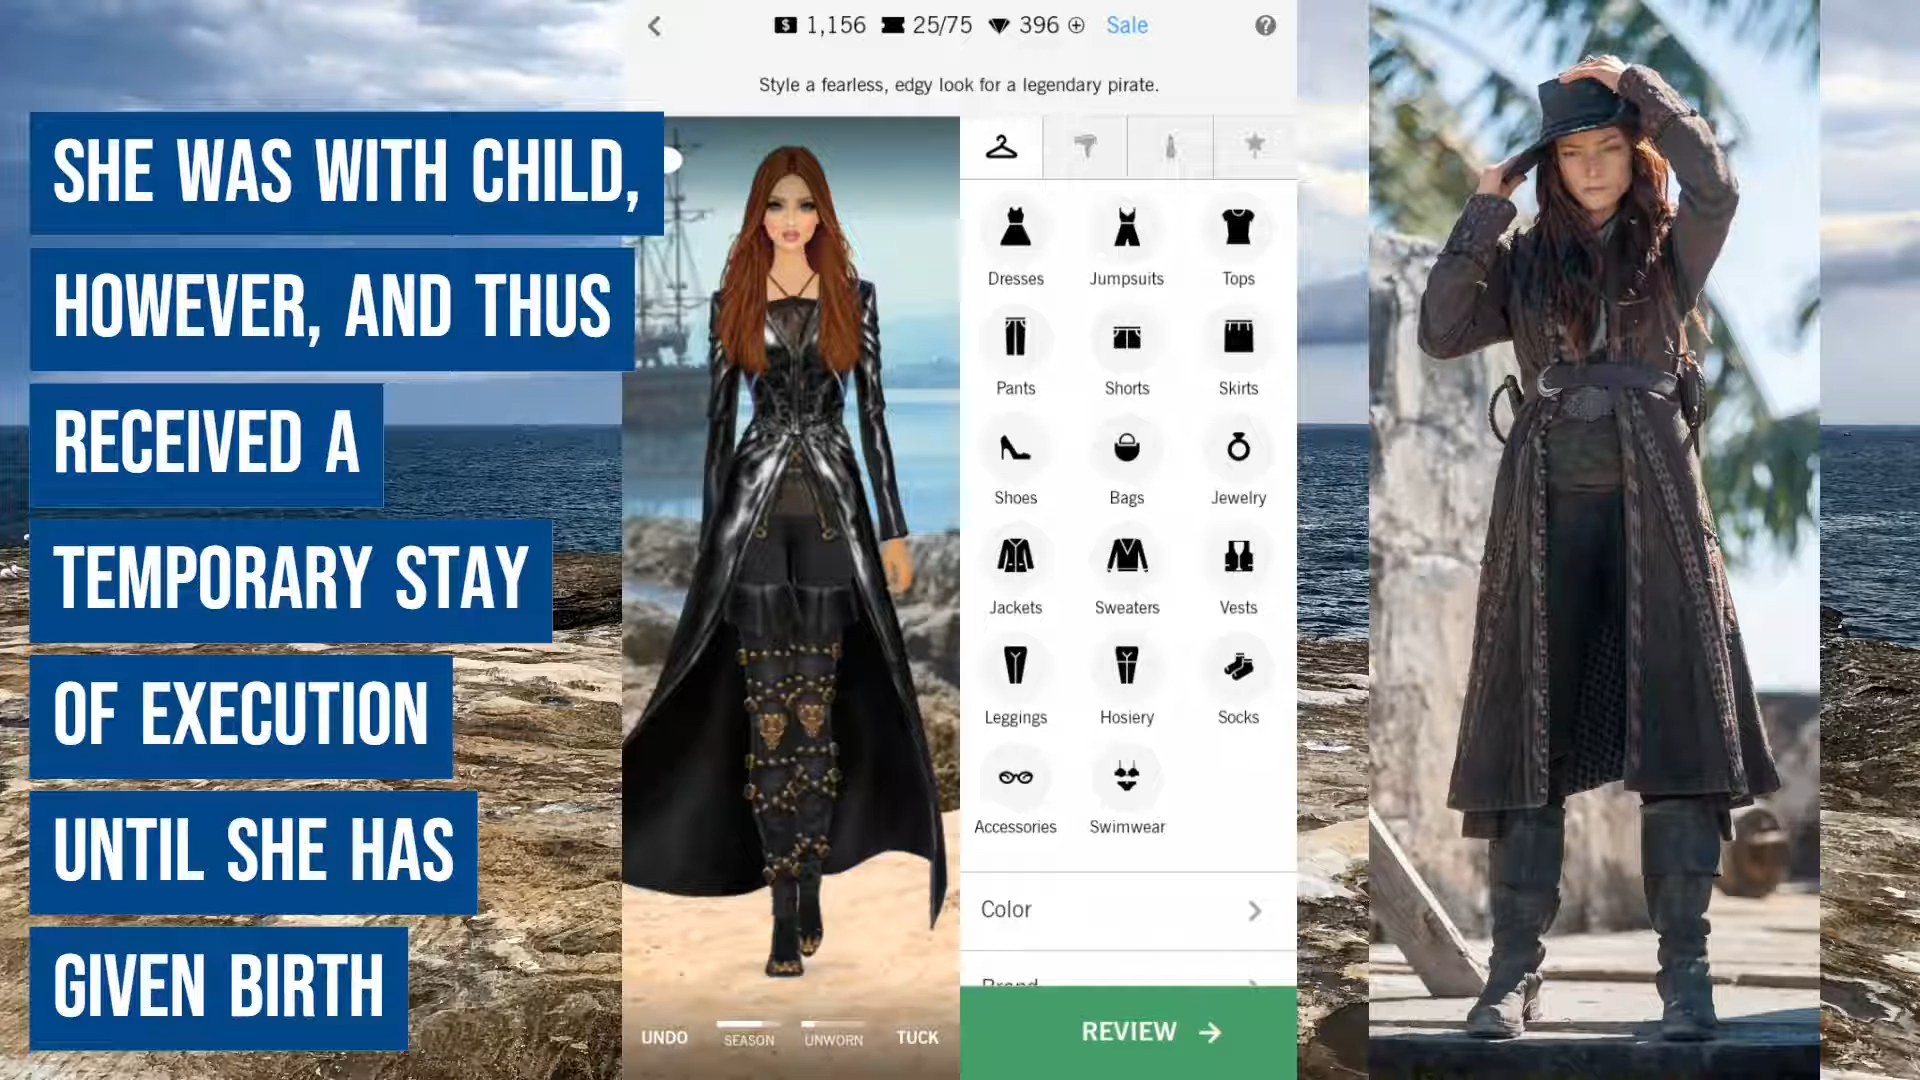 SHE WAS WITH CHILD,
HOWEVER, AND THUS
RECEIVED A
TEMPORARY STAY
OF EXECUTION
UNTIL SHE HAS
GIVEN BIRTH
1,156 25/75 396 Sale ?
Style a fearless, edgy look for a legendary pirate.
Dresses Jumpsuits Tops
Pants Shorts Skirts
Shoes Bags Jewelry
Jackets Sweaters Vests
Leggings Hosiery Socks
Accessories Swimwear
Color
Brand
UNDO SEASON UNWORN TUCK
REVIEW